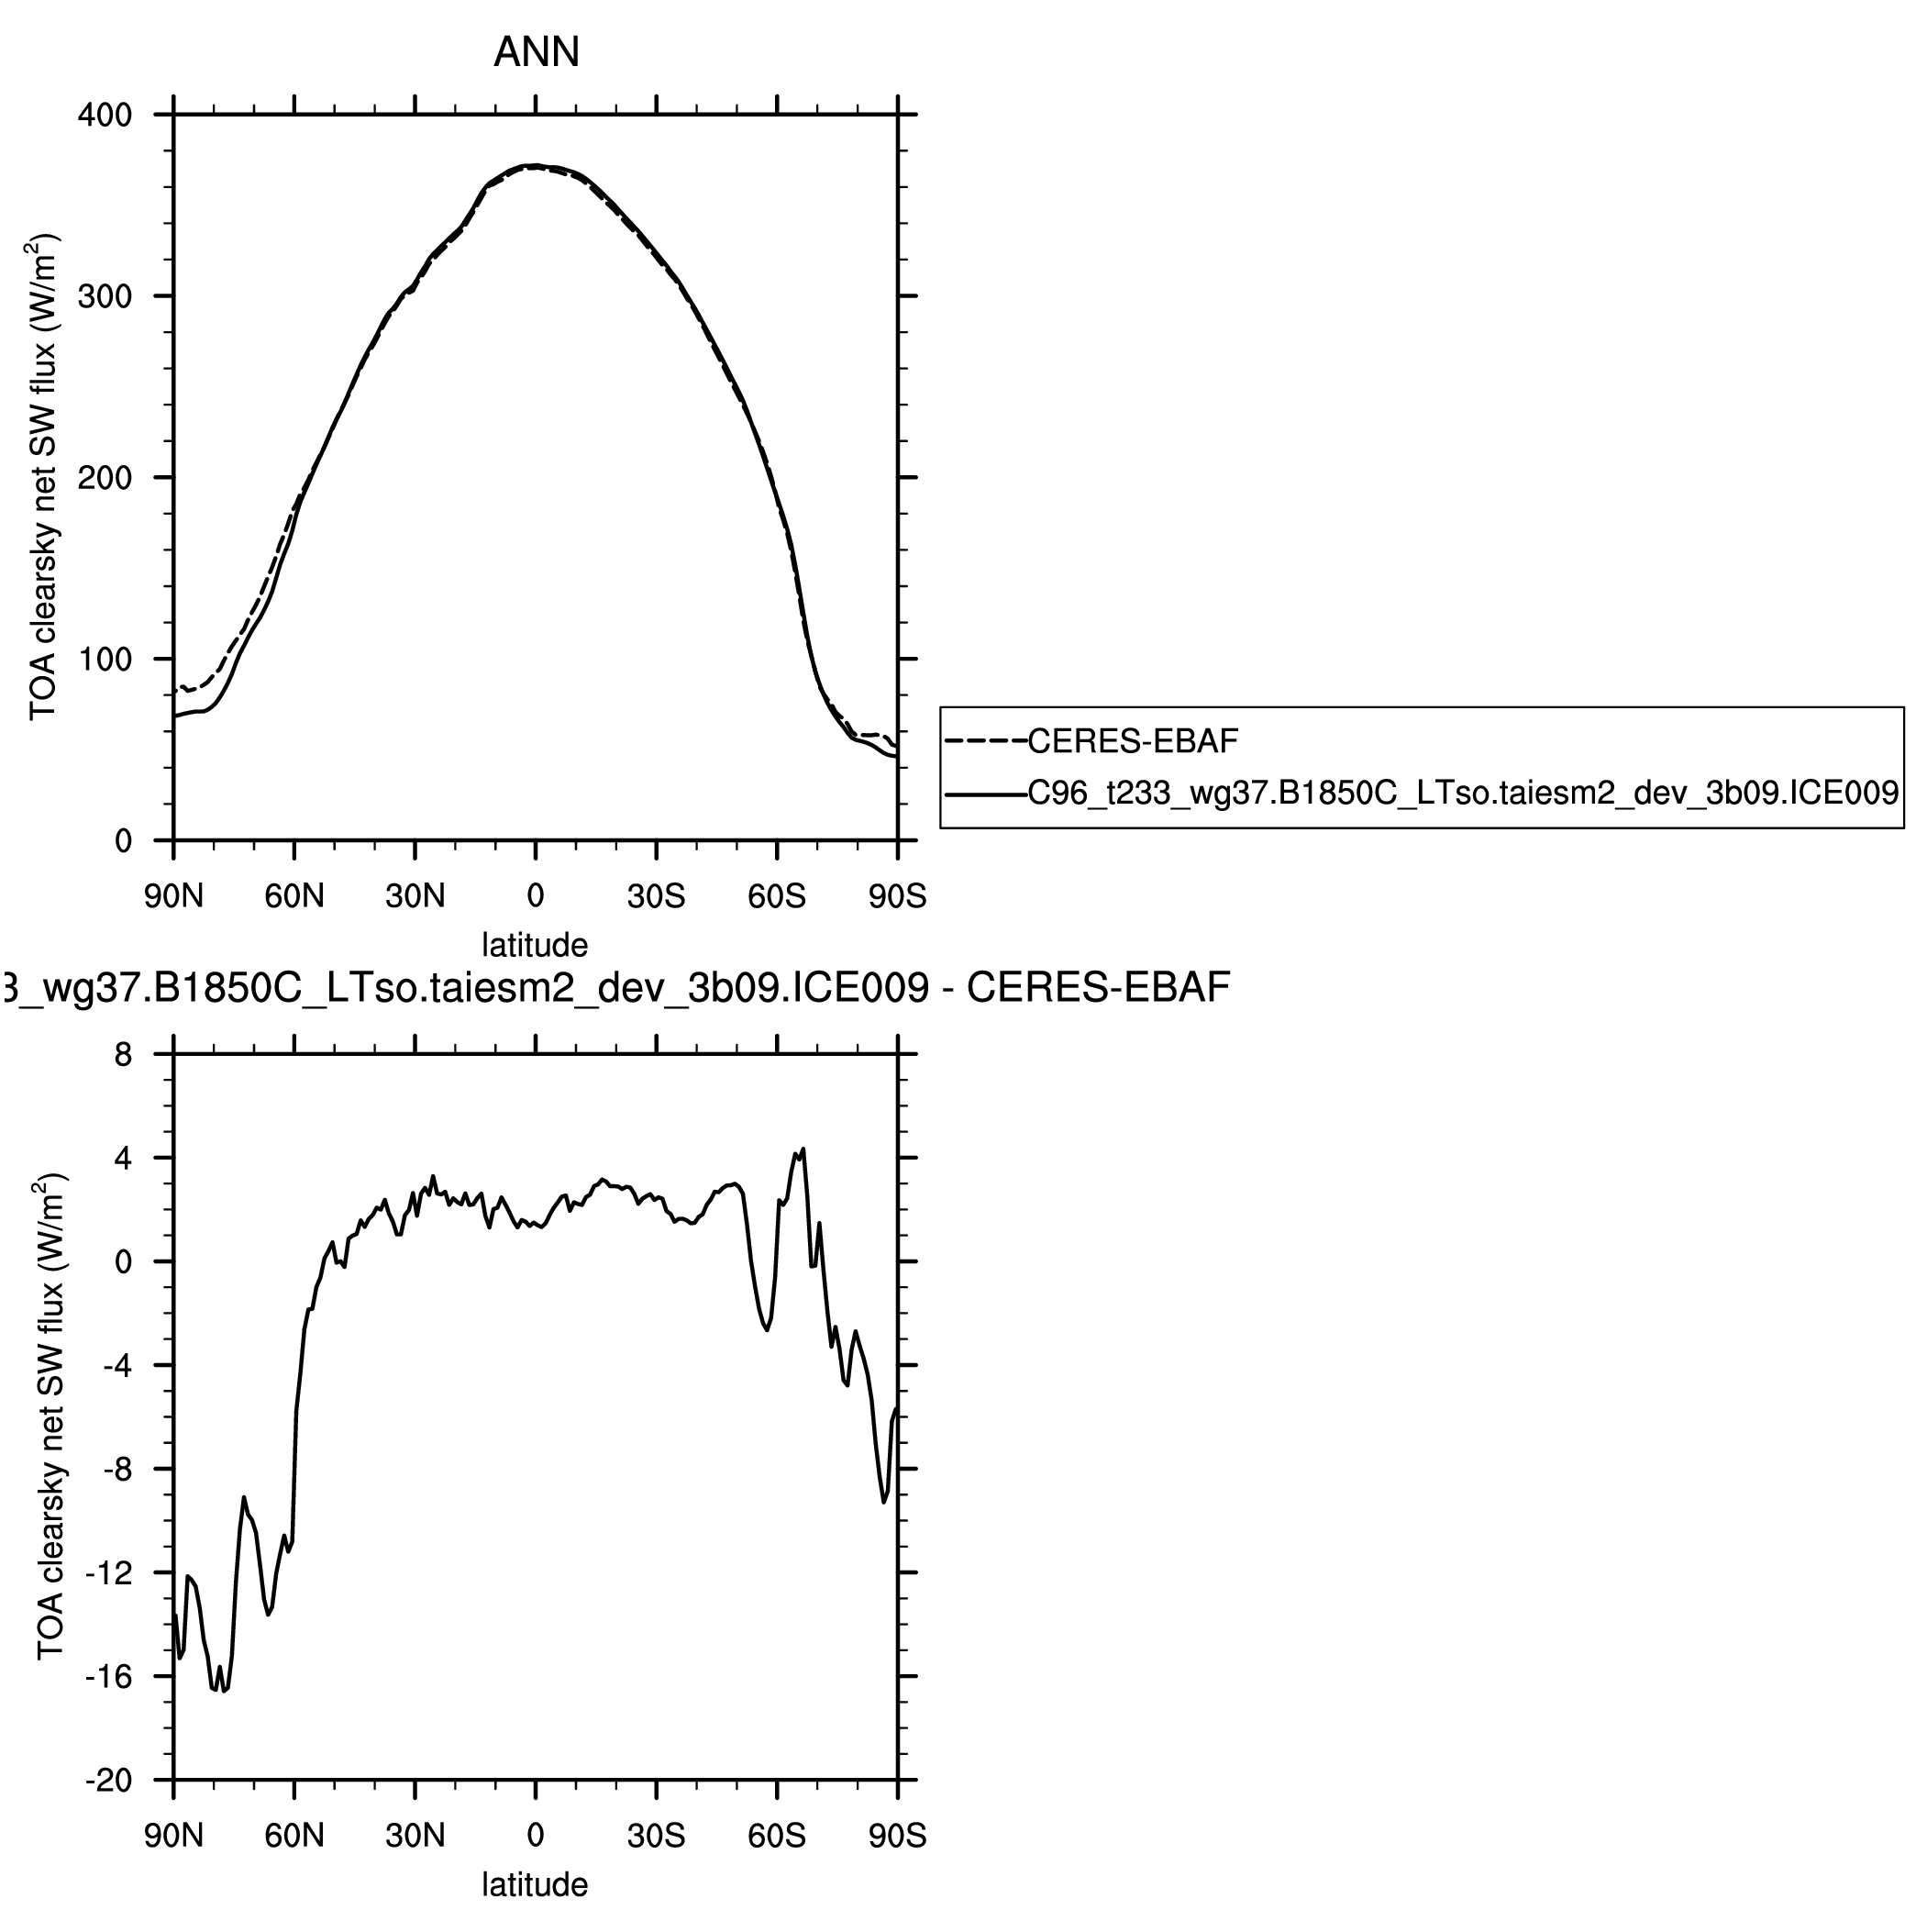 ANN
TOA clearsky net SW flux (W/m²)
400
300
200
100
0
90N 60N 30N 0 30S 60S 90S
latitude
CERES-EBAF
C96_t233_wg37.B1850C_LTso.taiesm2_dev_3b09.ICE009
3_wg37.B1850C_LTso.taiesm2_dev_3b09.ICE009 - CERES-EBAF
TOA clearsky net SW flux (W/m²)
8
4
0
-4
-8
-12
-16
-20
90N 60N 30N 0 30S 60S 90S
latitude